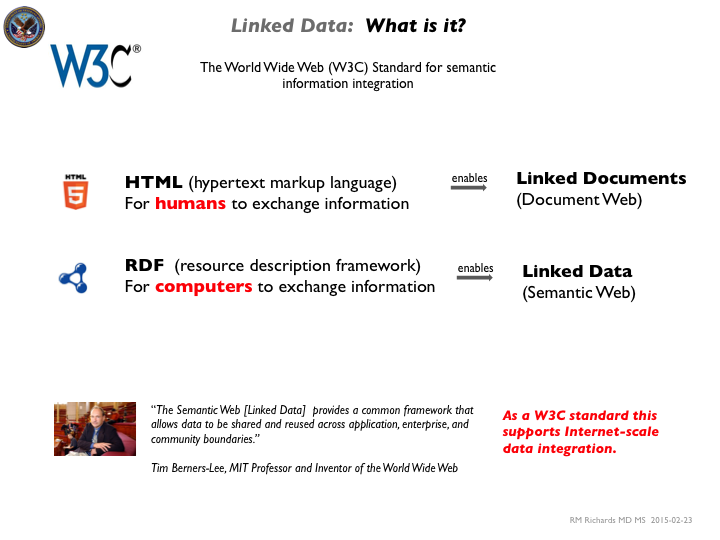 Linked Data: What is it?
W3C®
The World Wide Web (W3C) Standard for semantic
information integration
HTML
5
HTML (hypertext markup language)
For humans to exchange information
enables
Linked Documents
(Document Web)
RDF (resource description framework)
For computers to exchange information
enables
Linked Data
(Semantic Web)
“The Semantic Web [Linked Data] provides a common framework that
allows data to be shared and reused across application, enterprise, and
community boundaries.”
Tim Berners-Lee, MIT Professor and Inventor of the World Wide Web
As a W3C standard this
supports Internet-scale
data integration.
RM Richards MD MS 2015-02-23